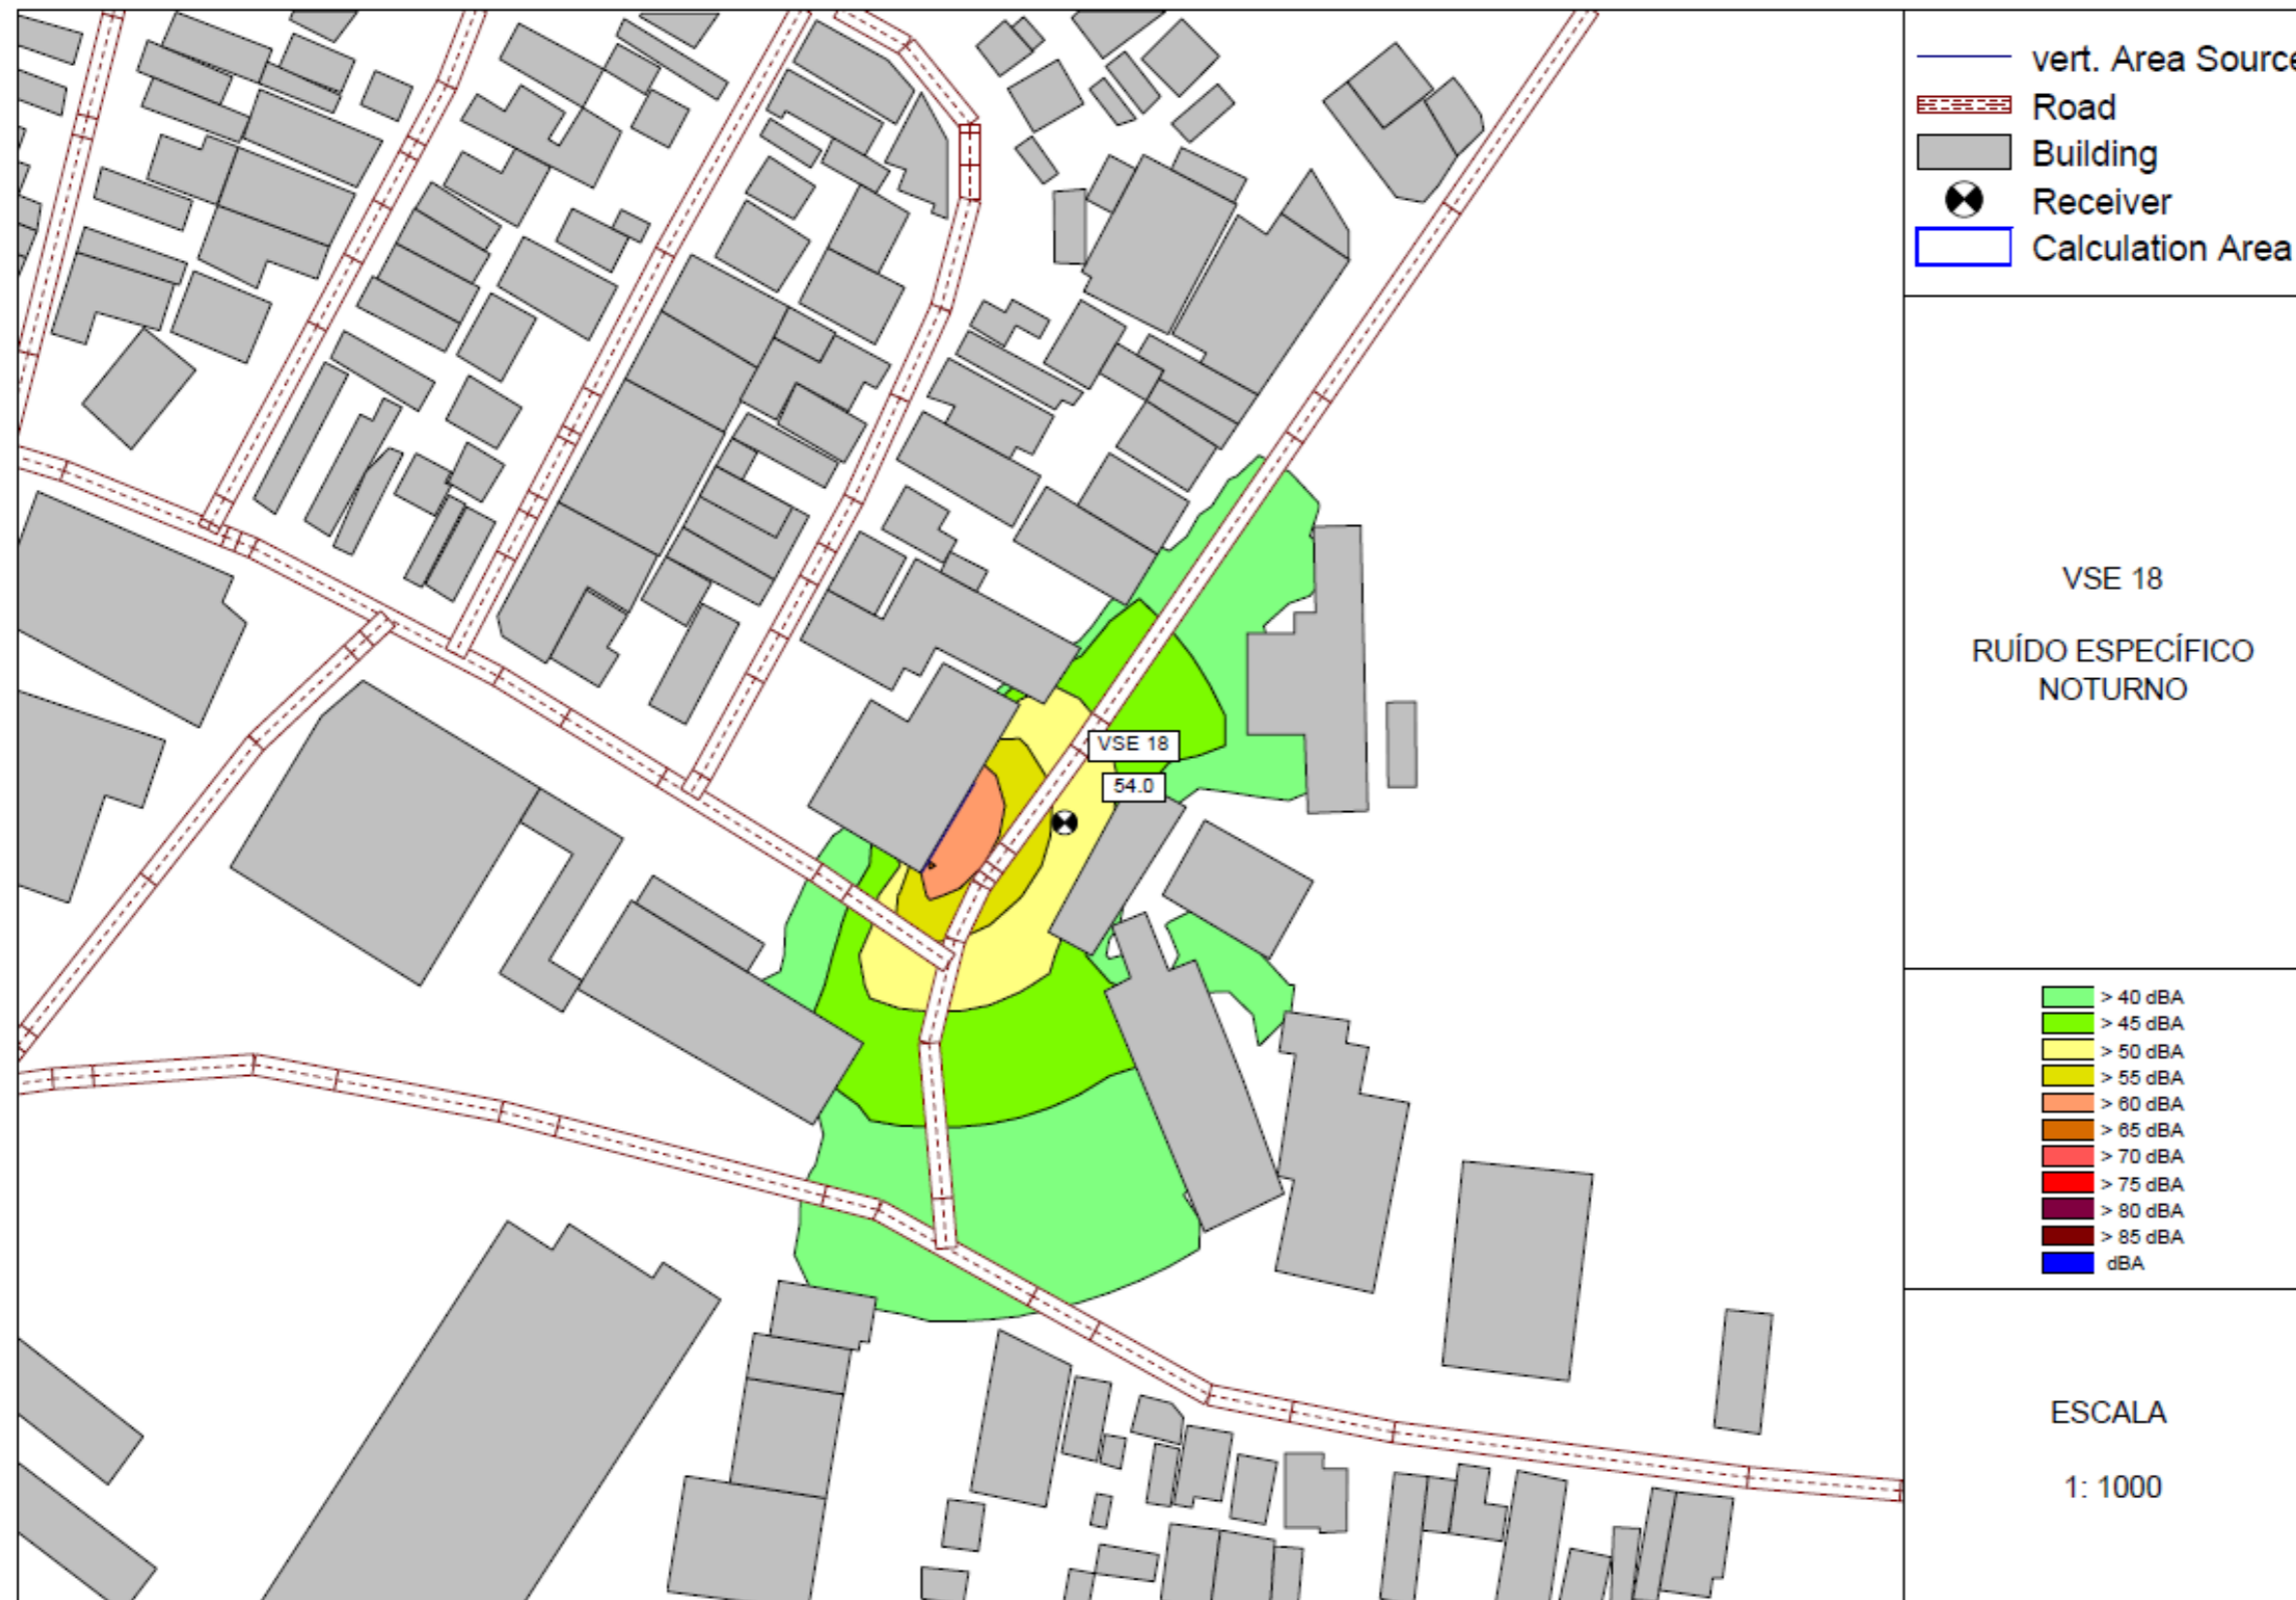 vert. Area Source
Road
Building
Receiver
Calculation Area
VSE 18
RUÍDO ESPECÍFICO
NOTURNO
VSE 18
54.0
> 40 dBA
> 45 dBA
> 50 dBA
> 55 dBA
> 60 dBA
> 65 dBA
> 70 dBA
> 75 dBA
> 80 dBA
> 85 dBA
dBA
ESCALA
1: 1000